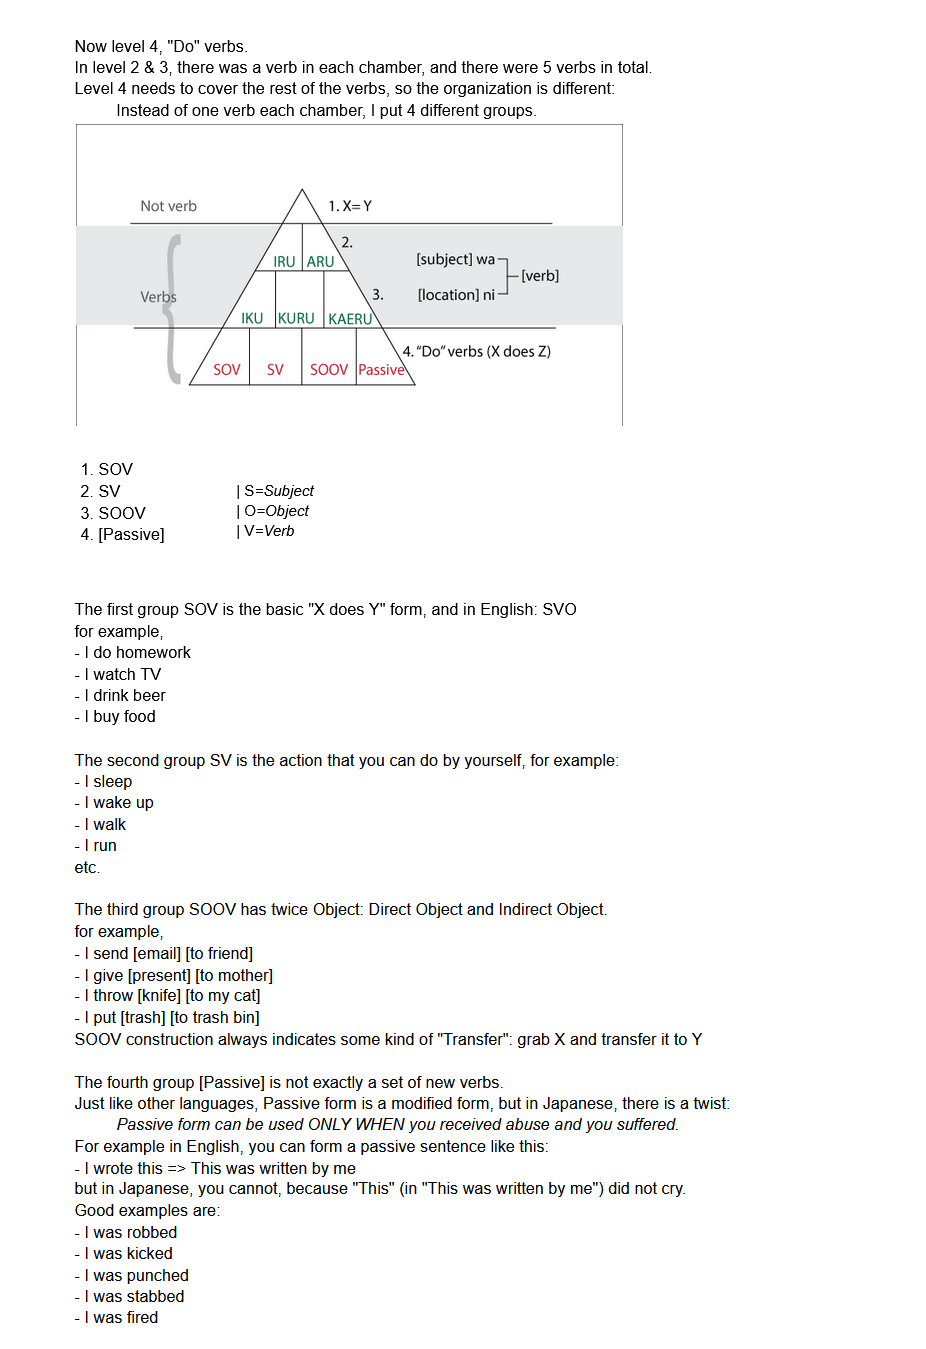 Now level 4, "Do" verbs.
In level 2 & 3, there was a verb in each chamber, and there were 5 verbs in total.
Level 4 needs to cover the rest of the verbs, so the organization is different:
Instead of one verb each chamber, I put 4 different groups.
Not verb
1. X=Y
2.
IRU ARU
[subject] wa
[verb]
Verbs
3.
[location] ni
IKU KURU KAERU
4. "Do" verbs (X does Z)
SOV SV SOOV Passive
1. SOV
2. SV
3. SOOV
4. [Passive]
| S=Subject
| O=Object
| V=Verb
The first group SOV is the basic "X does Y" form, and in English: SVO
for example,
- I do homework
- I watch TV
- I drink beer
- I buy food
The second group SV is the action that you can do by yourself, for example:
- I sleep
- I wake up
- I walk
- I run
etc.
The third group SOOV has twice Object: Direct Object and Indirect Object.
for example,
- I send [email] [to friend]
- I give [present] [to mother]
- I throw [knife] [to my cat]
- I put [trash] [to trash bin]
SOOV construction always indicates some kind of "Transfer": grab X and transfer it to Y
The fourth group [Passive] is not exactly a set of new verbs.
Just like other languages, Passive form is a modified form, but in Japanese, there is a twist:
Passive form can be used ONLY WHEN you received abuse and you suffered.
For example in English, you can form a passive sentence like this:
- I wrote this => This was written by me
but in Japanese, you cannot, because "This" (in "This was written by me") did not cry.
Good examples are:
- I was robbed
- I was kicked
- I was punched
- I was stabbed
- I was fired